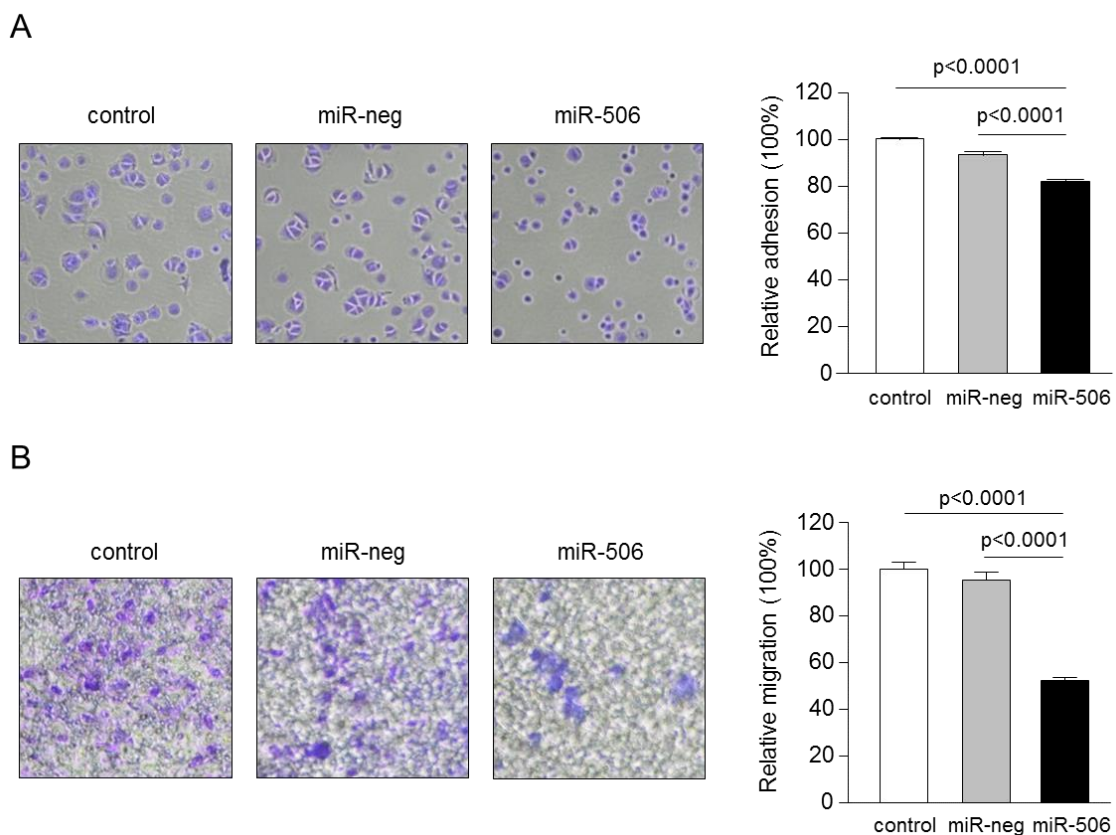 A
control
miR-neg
miR-506
p<0.0001
p<0.0001
Relative adhesion (100%)
120
100
80
60
40
20
0
control
miR-neg
miR-506
B
control
miR-neg
miR-506
p<0.0001
p<0.0001
Relative migration (100%)
120
100
80
60
40
20
0
control
miR-neg
miR-506